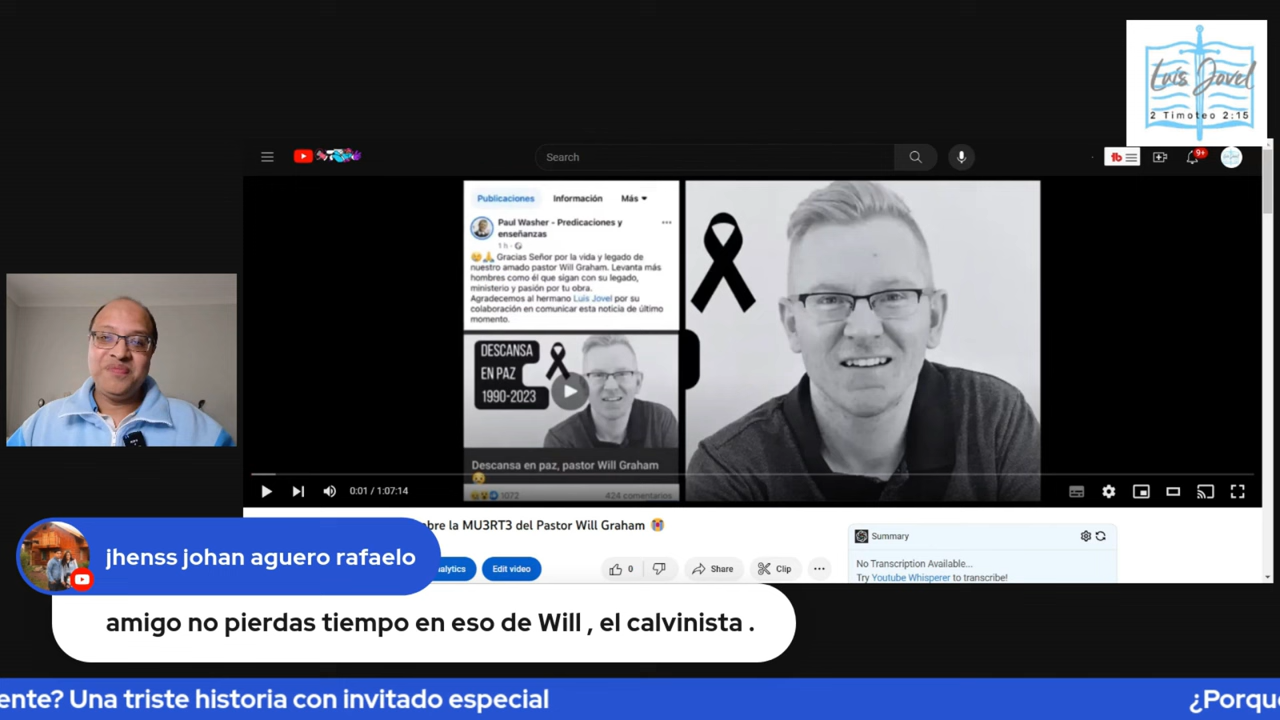 Luis Jovel
2 Timoteo 2:15
Search
9+
Publicaciones Información Más
Paul Washer - Predicaciones y
enseñanzas
1 h
Gracias Señor por la vida y legado de
nuestro amado pastor Will Graham. Levanta más
hombres como él que sigan con su legado,
ministerio y pasión por tu obra.
Agradecemos al hermano Luis Jovel por su
colaboración en comunicar esta noticia de último
momento.
DESCANSA
EN PAZ
1990-2023
Descansa en paz, pastor Will Graham
1072 424 comentarios
0:01 / 1:07:14
bre la MU3RT3 del Pastor Will Graham
alytics Edit video 0 Share Clip
Summary
No Transcription Available...
Try Youtube Whisperer to transcribe!
jhenss johan aguero rafaelo
amigo no pierdas tiempo en eso de Will , el calvinista .
ente? Una triste historia con invitado especial ¿Porqu